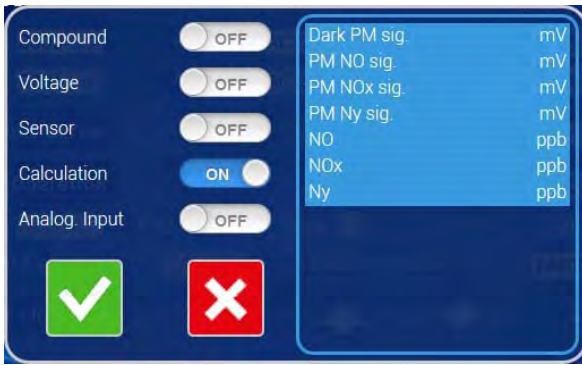 Compound OFF
Voltage OFF
Sensor OFF
Calculation ON
Analog. Input OFF
Dark PM sig. mV
PM NO sig. mV
PM NOx sig. mV
PM Ny sig. mV
NO ppb
NOx ppb
Ny ppb